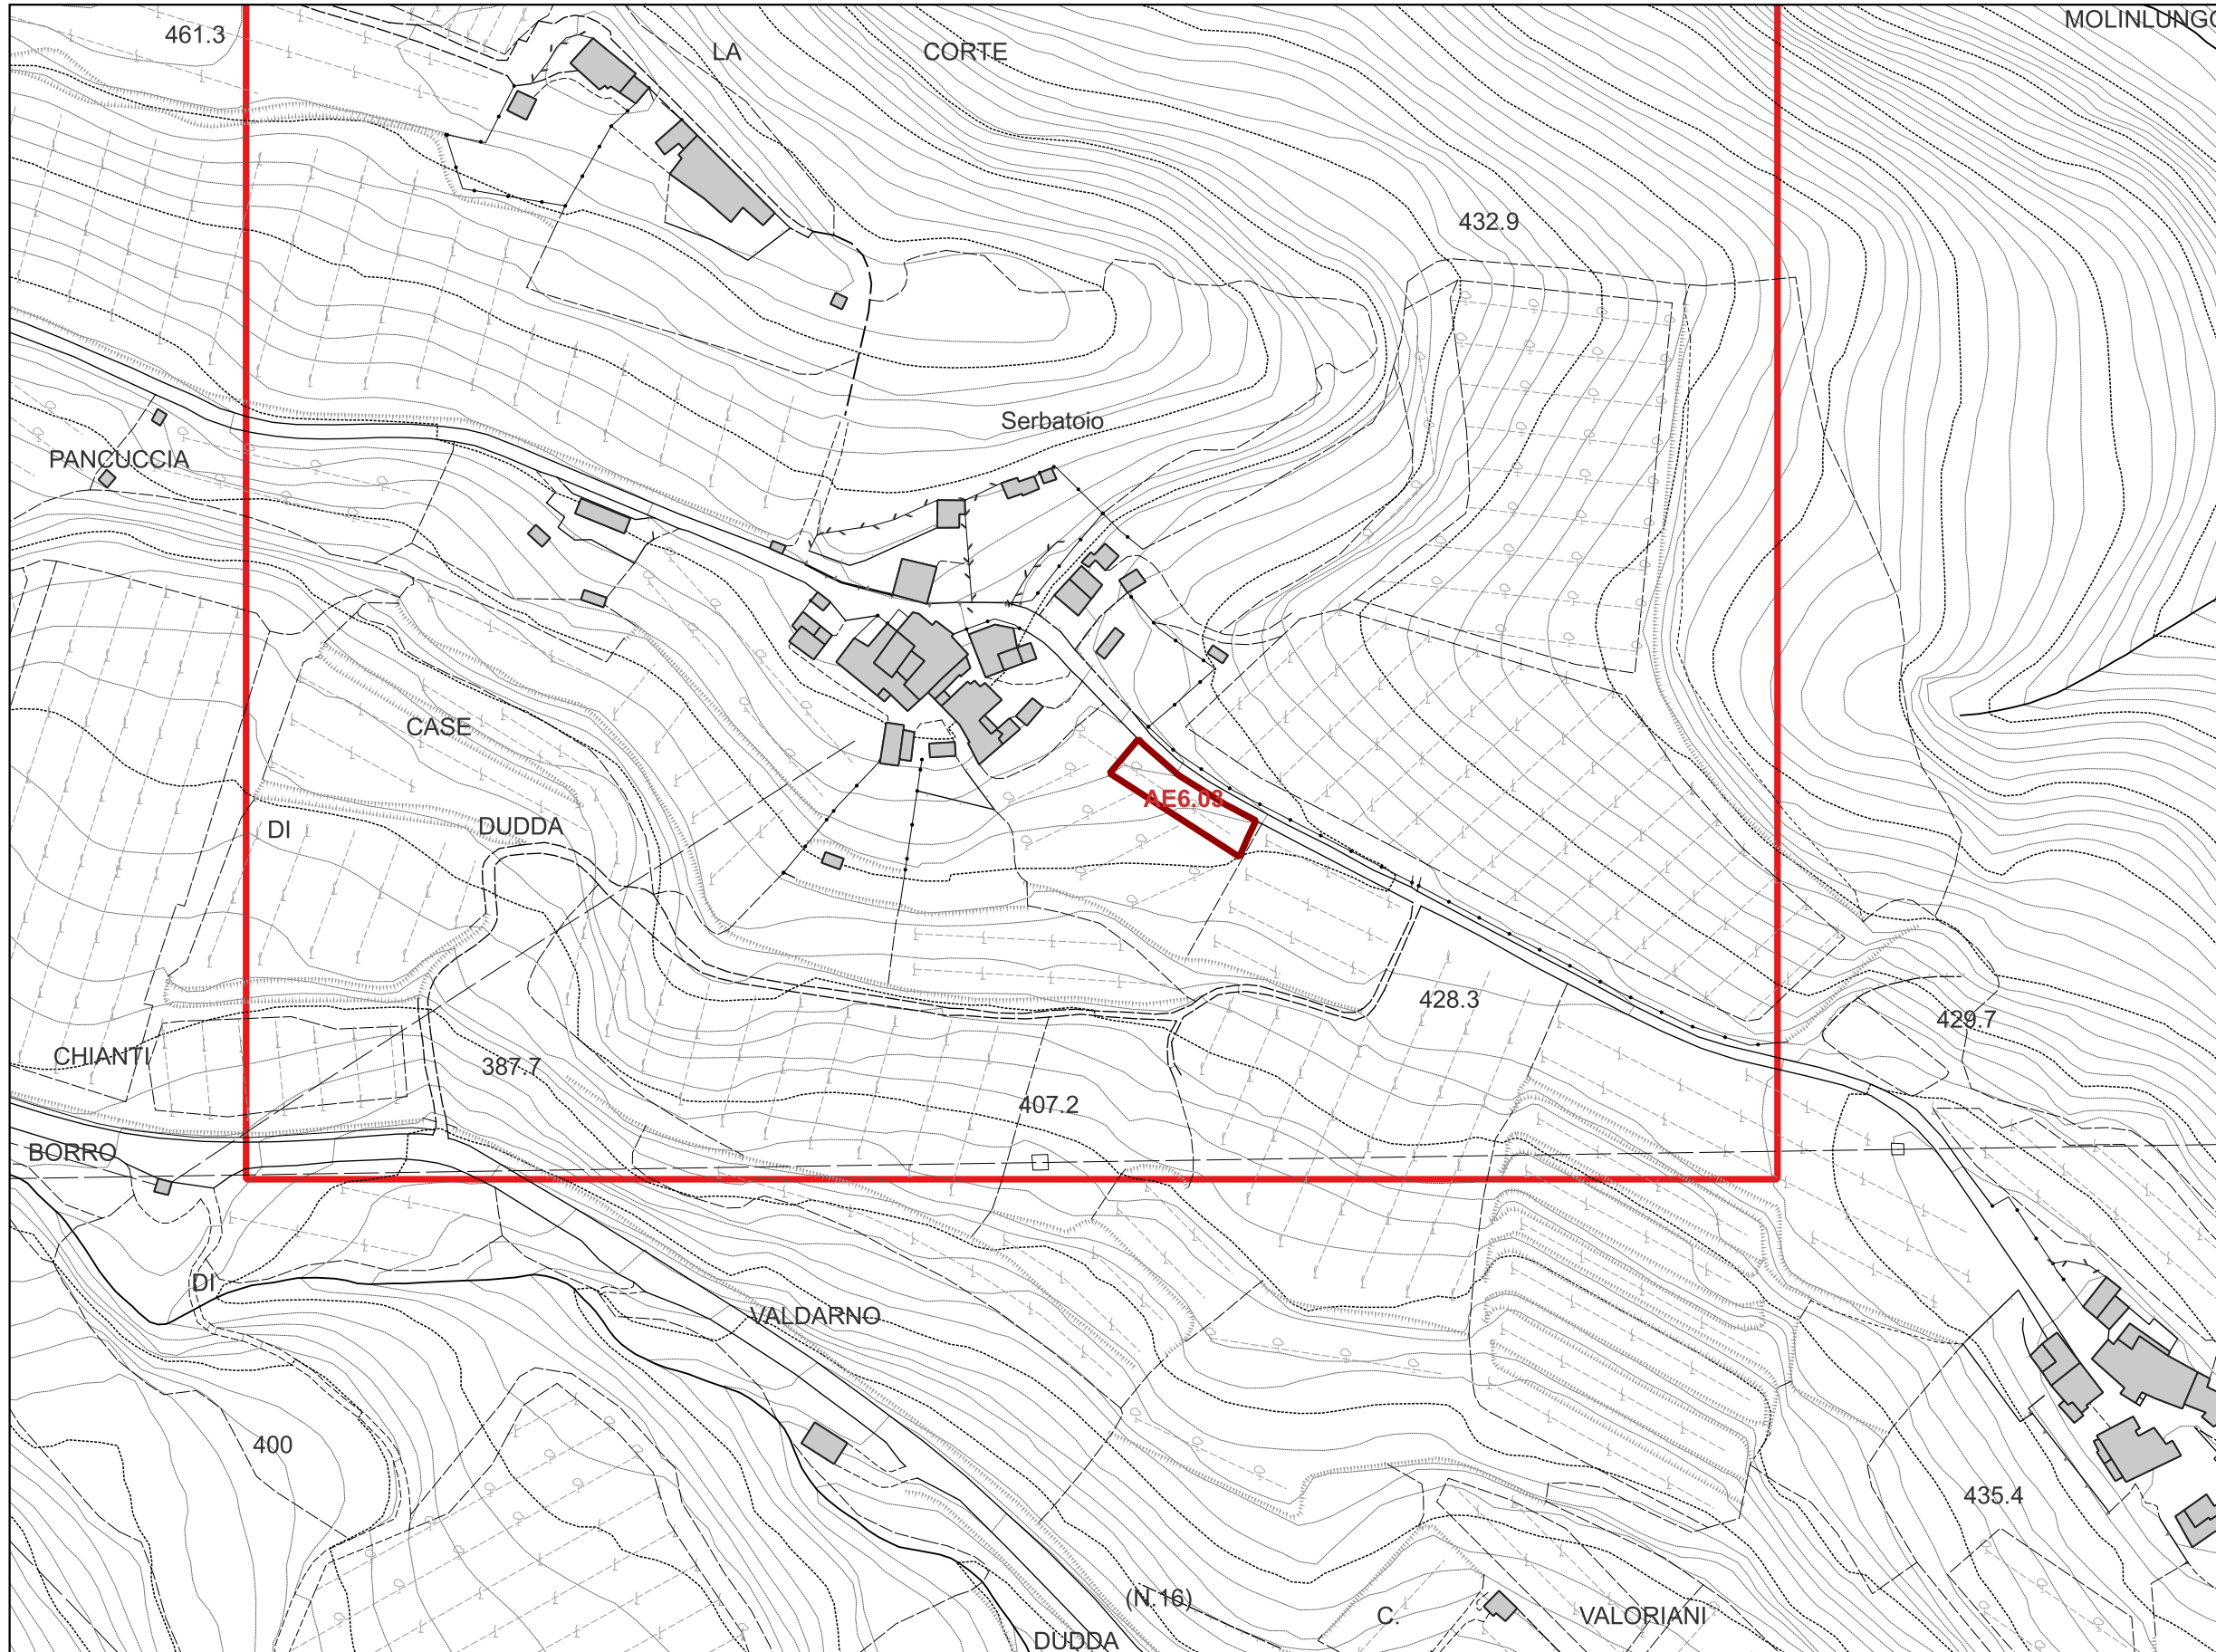 MOLINLUNGO
461.3
LA CORTE
432.9
Serbatoio
PANCUCCIA
CASE
AE6.03
DI DUDDA
428.3
429.7
CHIANTI
387.7
407.2
BORRO
DI
VALDARNO
400
435.4
(N.16)
C. VALORIANI
DUDDA